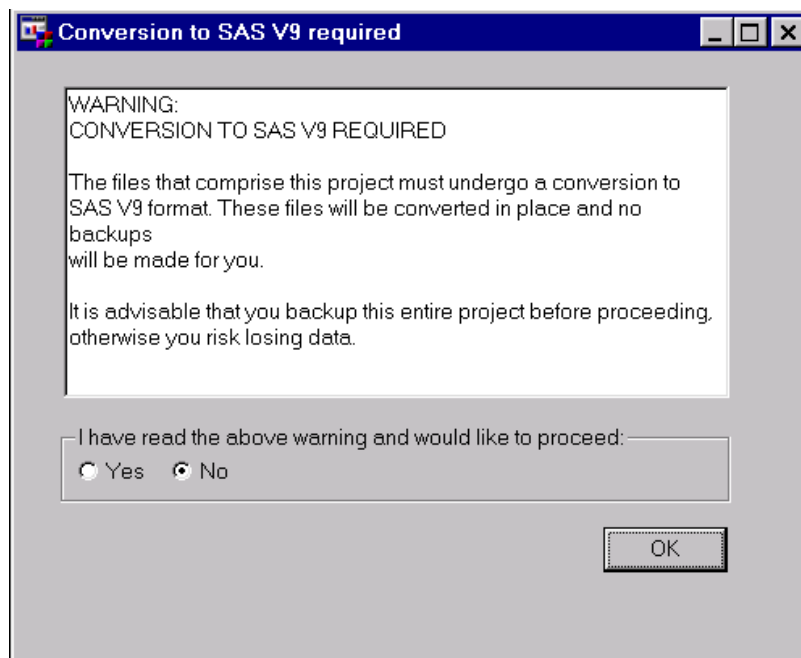 Conversion to SAS V9 required
WARNING:
CONVERSION TO SAS V9 REQUIRED
The files that comprise this project must undergo a conversion to
SAS V9 format. These files will be converted in place and no
backups
will be made for you.
It is advisable that you backup this entire project before proceeding,
otherwise you risk losing data.
I have read the above warning and would like to proceed:
Yes No
OK